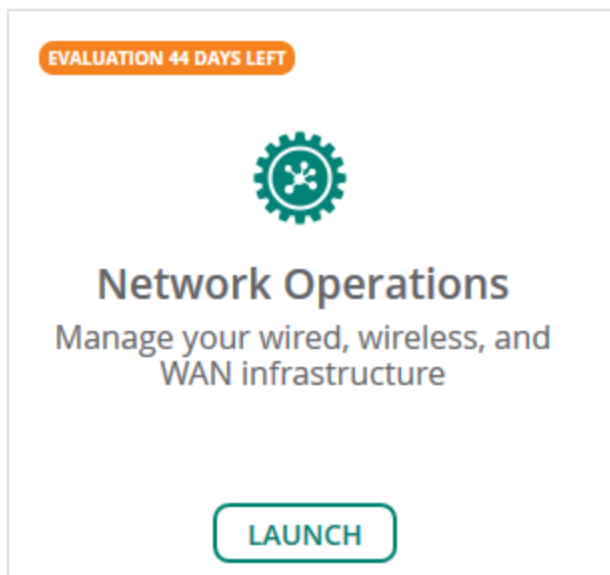 EVALUATION 44 DAYS LEFT
Network Operations
Manage your wired, wireless, and
WAN infrastructure
LAUNCH